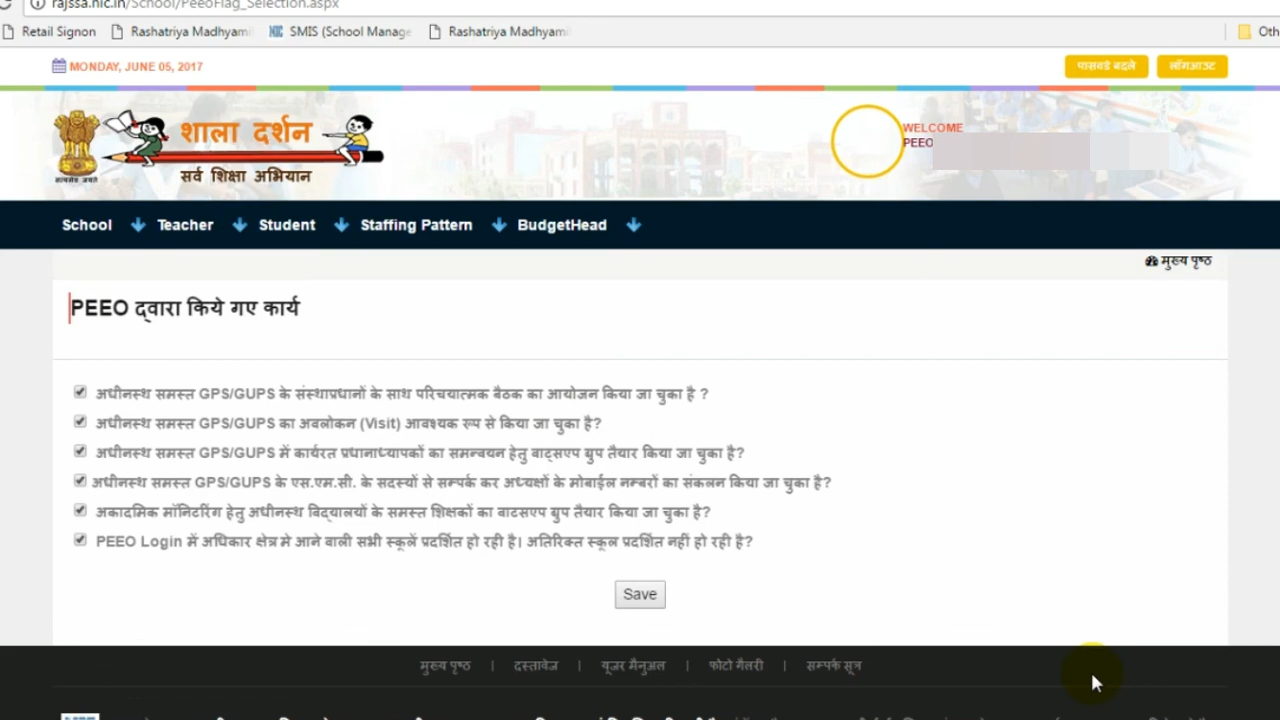 rajssa.nic.in/School/PeeoFlag_Selection.aspx
Retail Signon Rashatriya Madhyami SMIS (School Manage Rashatriya Madhyami Oth
MONDAY, JUNE 05, 2017 पासवर्ड बदले लॉगआउट
शाला दर्शन
सर्व शिक्षा अभियान
सत्यमेव जयते
WELCOME
PEEO
School Teacher Student Staffing Pattern BudgetHead
मुख्य पृष्ठ
PEEO द्वारा किये गए कार्य
अधीनस्थ समस्त GPS/GUPS के संस्थाप्रधानों के साथ परिचयात्मक बैठक का आयोजन किया जा चुका है ?
अधीनस्थ समस्त GPS/GUPS का अवलोकन (Visit) आवश्यक रूप से किया जा चुका है?
अधीनस्थ समस्त GPS/GUPS में कार्यरत प्रधानाध्यापकों का समन्वयन हेतु वाट्सएप ग्रुप तैयार किया जा चुका है?
अधीनस्थ समस्त GPS/GUPS के एस.एम.सी. के सदस्यों से सम्पर्क कर अध्यक्षों के मोबाईल नम्बरों का संकलन किया जा चुका है?
अकादमिक मॉनिटरिंग हेतु अधीनस्थ विद्यालयों के समस्त शिक्षकों का वाटसएप ग्रुप तैयार किया जा चुका है?
PEEO Login में अधिकार क्षेत्र मे आने वाली सभी स्कूलें प्रदर्शित हो रही है। अतिरिक्त स्कूल प्रदर्शित नहीं हो रही है?
Save
मुख्य पृष्ठ | दस्तावेज | यूजर मैनुअल | फोटो गैलरी | सम्पर्क सूत्र